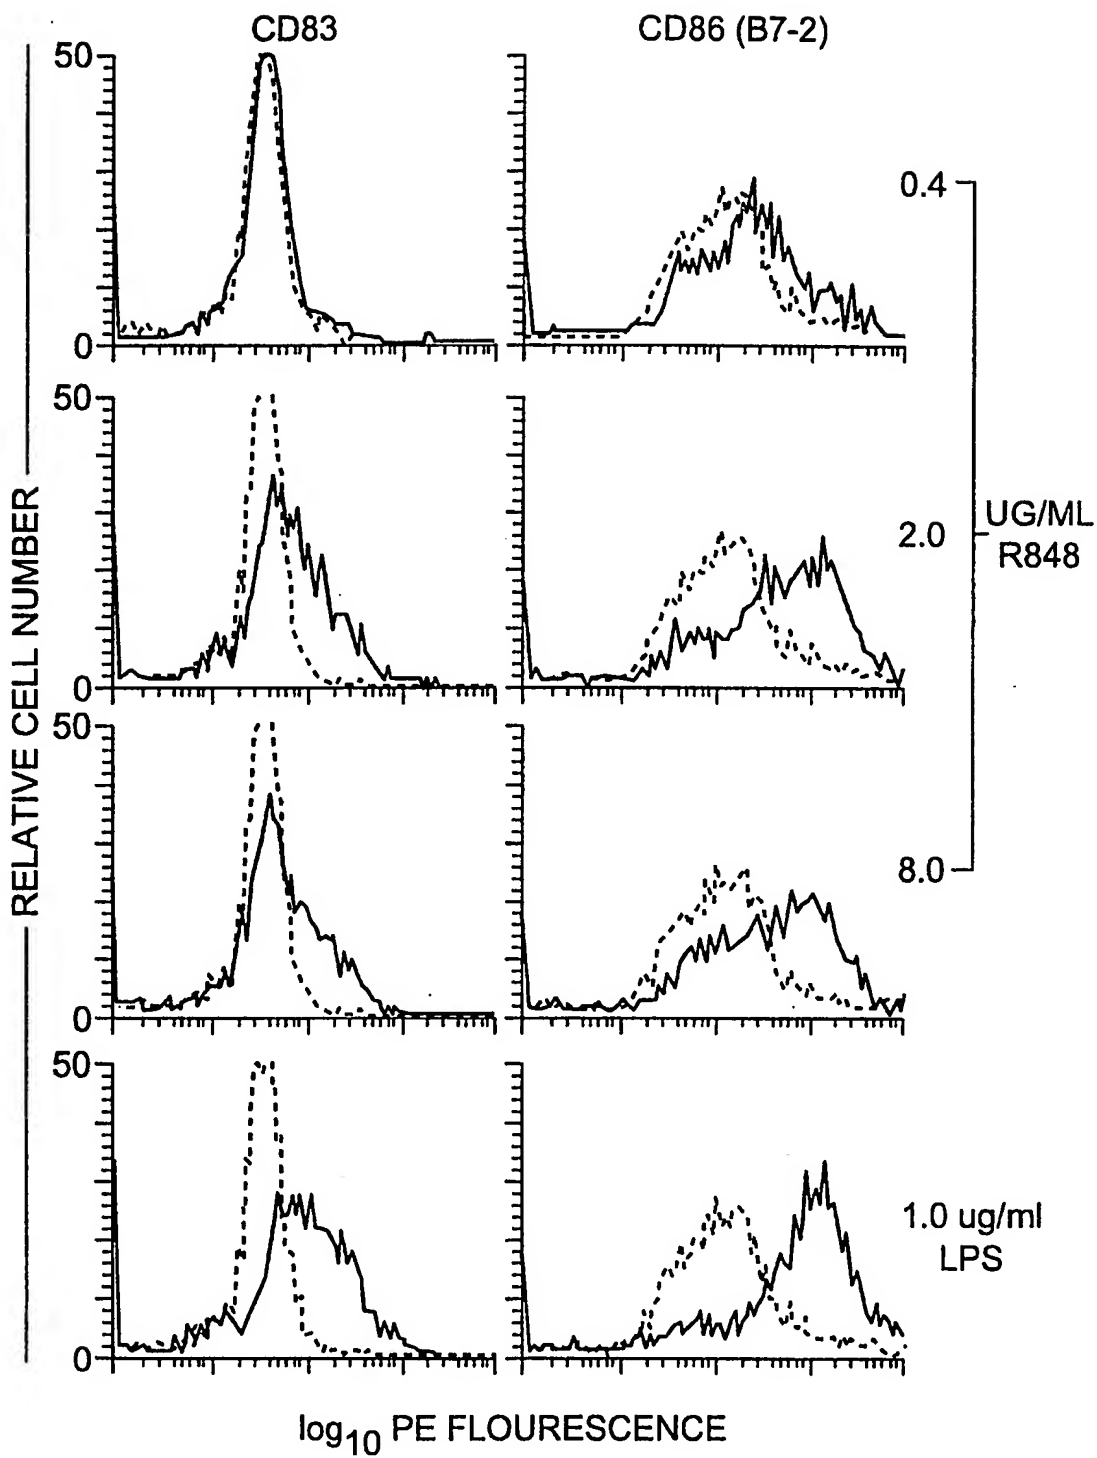 CD83
CD86 (B7-2)
50
0
0.4
50
0
2.0
UG/ML
R848
50
0
8.0
50
0
1.0 ug/ml
LPS
RELATIVE CELL NUMBER
log10 PE FLOURESCENCE